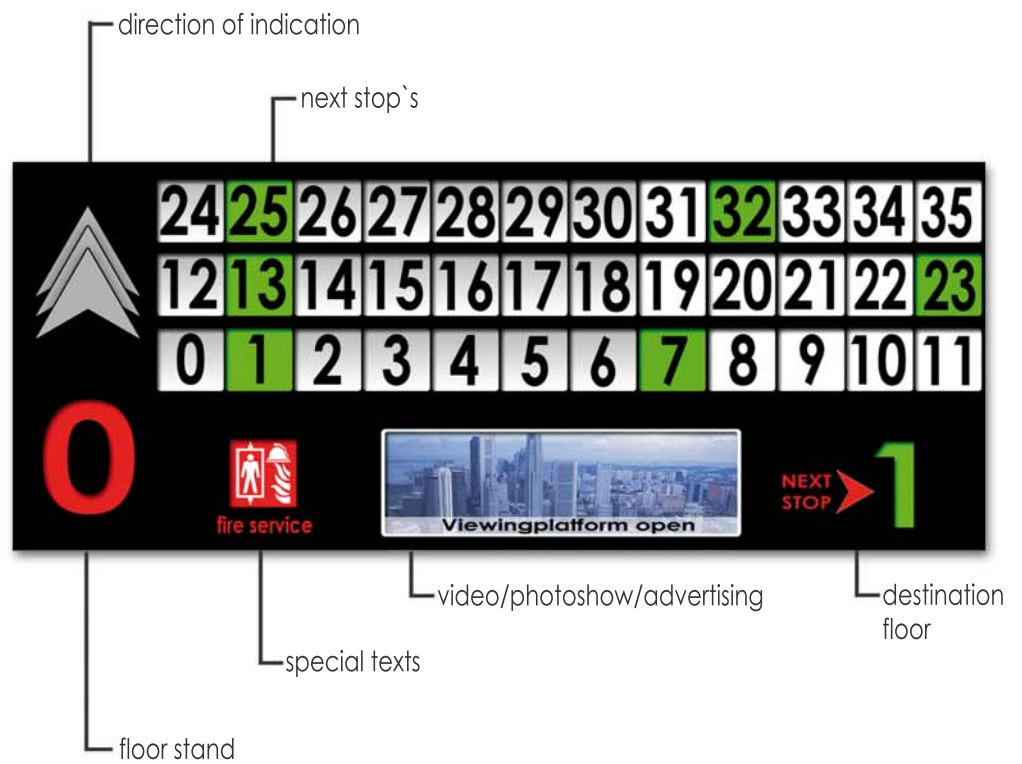 direction of indication
next stop`s
24 25 26 27 28 29 30 31 32 33 34 35
12 13 14 15 16 17 18 19 20 21 22 23
0 1 2 3 4 5 6 7 8 9 10 11
0
fire service
Viewingplatform open
NEXT
STOP
1
video/photoshow/advertising
destination
floor
special texts
floor stand